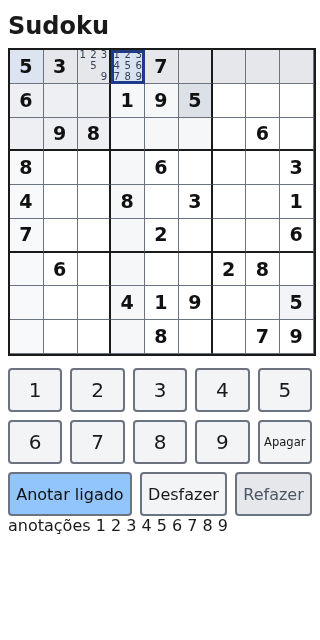 Sudoku
5 3 1 2 3 5 9 1 2 3 4 5 6 7 8 9 7
6 1 9 5
9 8 6
8 6 3
4 8 3 1
7 2 6
6 2 8
4 1 9 5
8 7 9
1 2 3 4 5
6 7 8 9 Apagar
Anotar ligado Desfazer Refazer
anotações 1 2 3 4 5 6 7 8 9